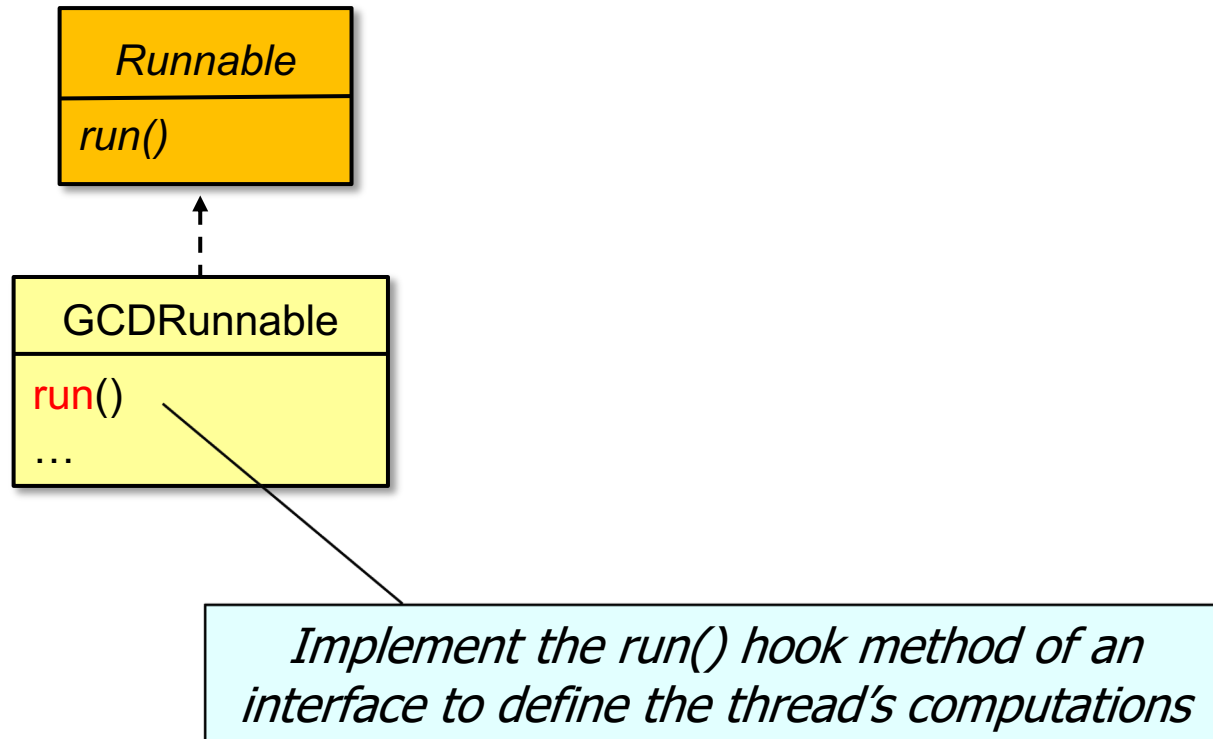 Runnable
run()
GCDRunnable
run()
…
Implement the run() hook method of an
interface to define the thread’s computations